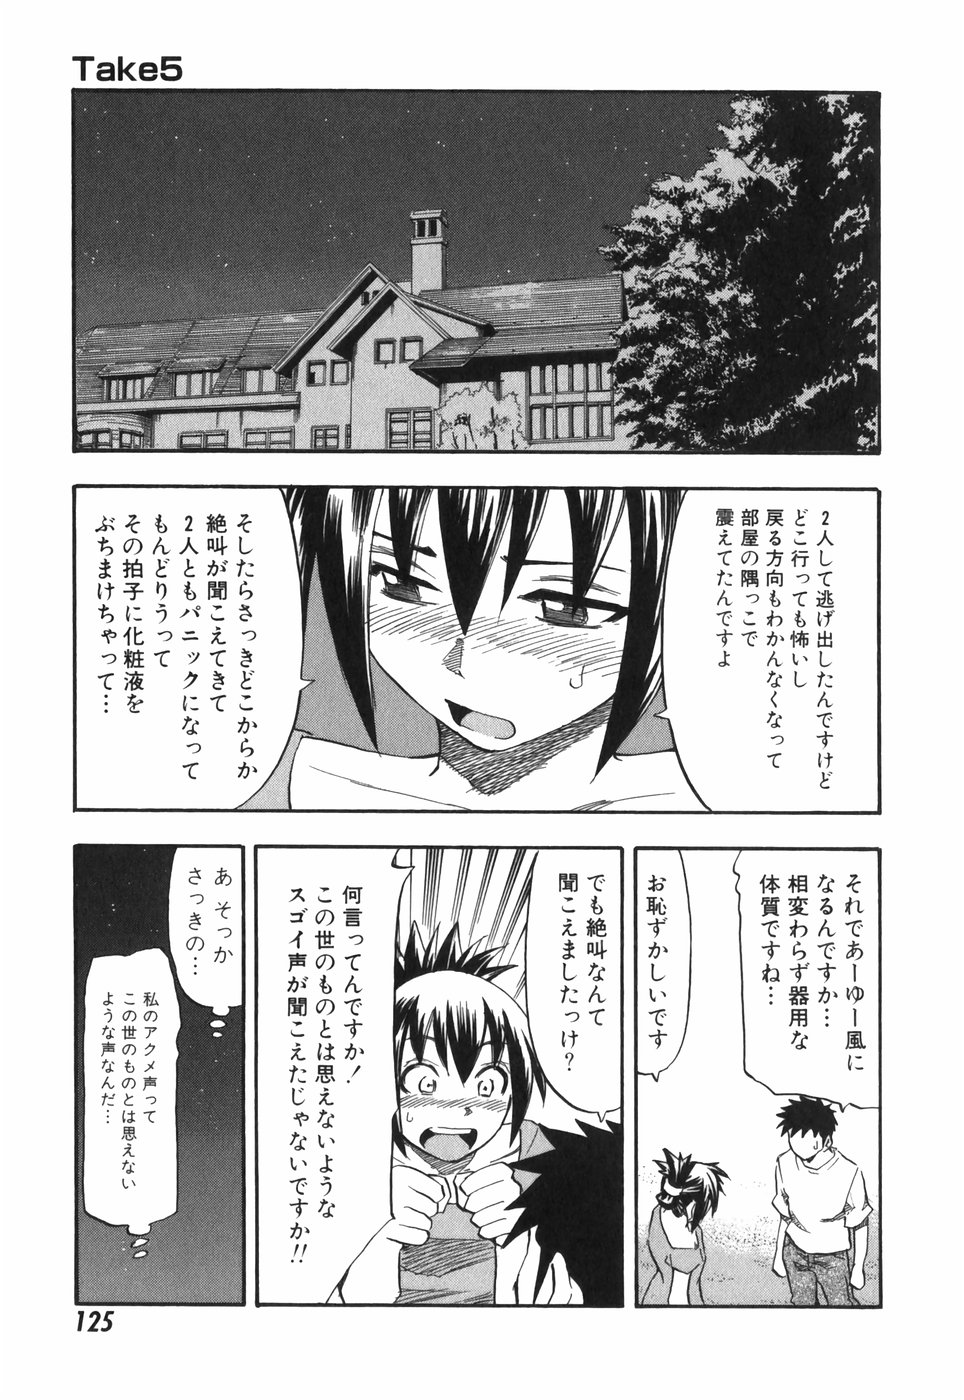 Take5
2人して逃げ出したんですけど
どこ行っても怖いし
戻る方向もわかんなくなって
部屋の隅っこで
震えてたんですよ
そしたらさっきどこからか
絶叫が聞こえてきて
2人ともパニックになって
もんどりうって
その拍子に化粧液を
ぶちまけちゃって…
それであーゆー風に
なるんですか…
相変わらず器用な
体質ですね…
お恥ずかしいです
でも絶叫なんて
聞こえましたっけ?
何言ってんですか!
この世のものとは思えないような
スゴイ声が聞こえたじゃないですか!!
あ そっか
さっきの…
私のアクメ声って
この世のものとは思えない
ような声なんだ…
125